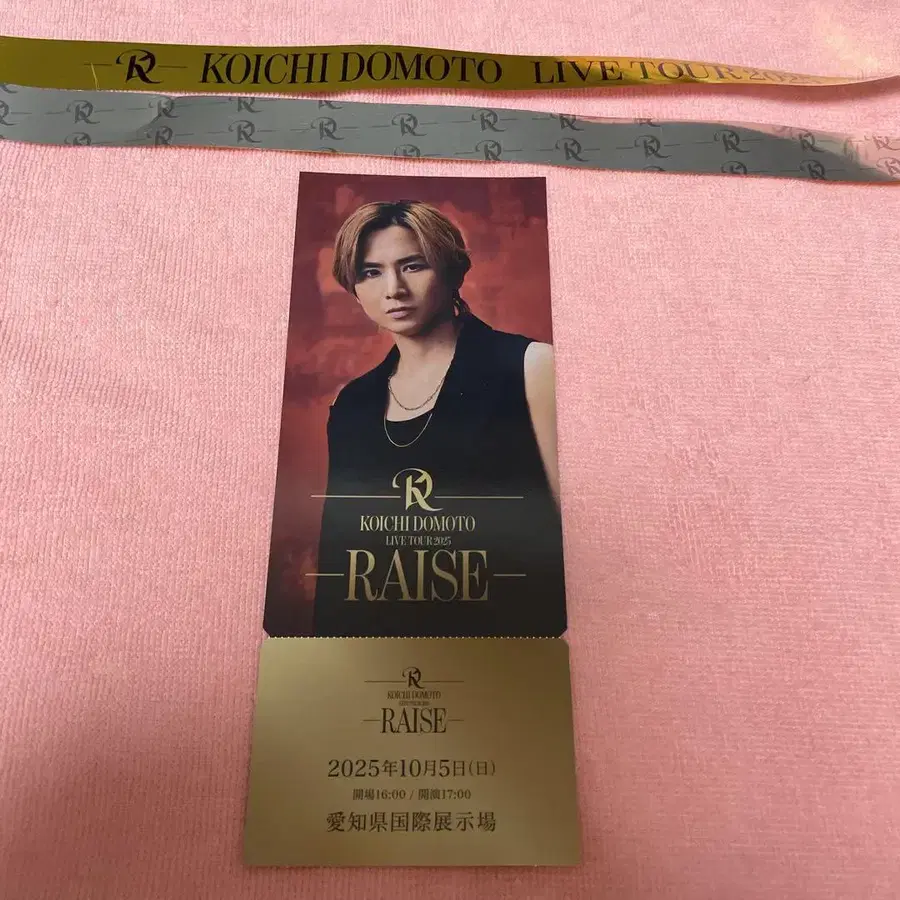 KOICHI DOMOTO LIVE TOUR 2025
KOICHI DOMOTO
LIVE TOUR 2025
RAISE
KOICHI DOMOTO
RAISE
2025年10月5日(日)
開場16:00 / 開演17:00
愛知県国際展示場